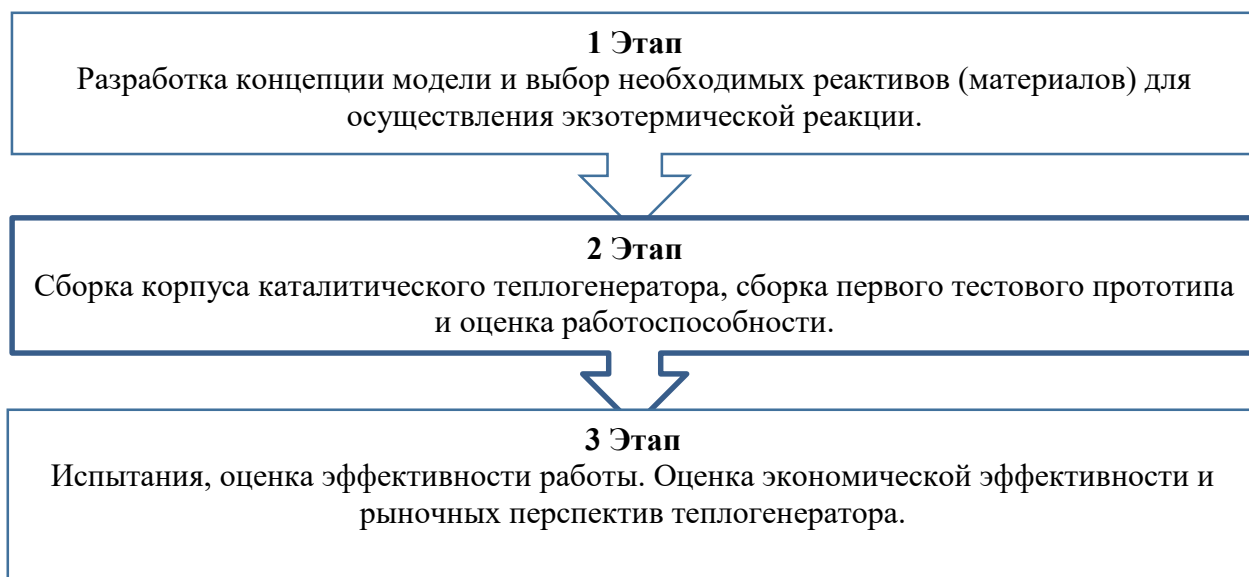 1 Этап
Разработка концепции модели и выбор необходимых реактивов (материалов) для
осуществления экзотермической реакции.
2 Этап
Сборка корпуса каталитического теплогенератора, сборка первого тестового прототипа
и оценка работоспособности.
3 Этап
Испытания, оценка эффективности работы. Оценка экономической эффективности и
рыночных перспектив теплогенератора.